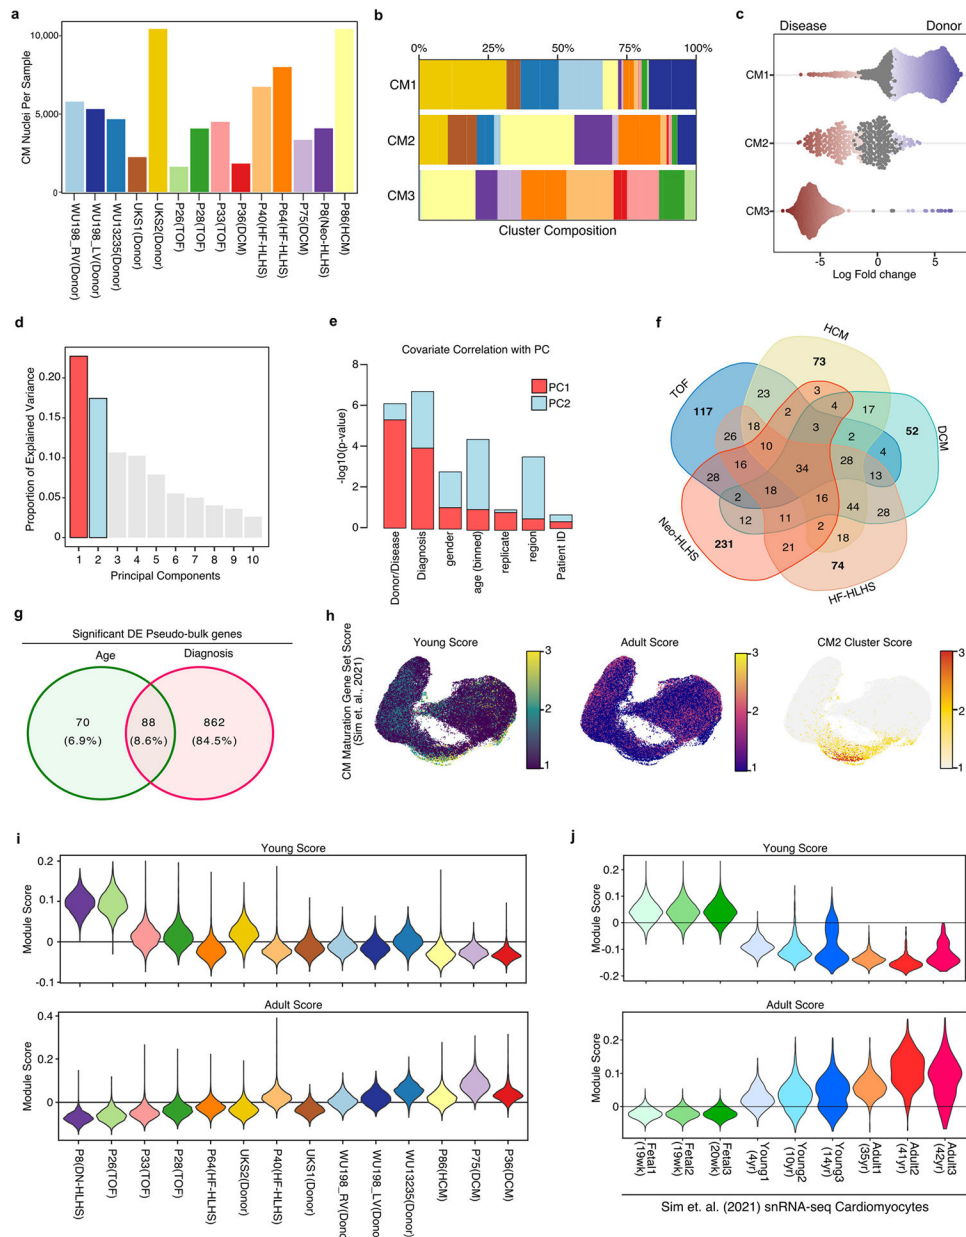 a
CM Nuclei Per Sample
10,000
5,000
0
WU198_RV(Donor)
WU198_LV(Donor)
WU13235(Donor)
UKS1(Donor)
UKS2(Donor)
P26(TOF)
P28(TOF)
P33(TOF)
P36(DCM)
P40(HF-HLHS)
P64(HF-HLHS)
P75(DCM)
P8(Neo-HLHS)
P86(HCM)
b
0% 25% 50% 75% 100%
CM1
CM2
CM3
Cluster Composition
c
Disease Donor
CM1
CM2
CM3
-5 0 5
Log Fold change
d
Proportion of Explained Variance
0.20
0.15
0.10
0.05
0.00
1 2 3 4 5 6 7 8 9 10
Principal Components
e
Covariate Correlation with PC
-log10(p-value)
8
6
4
2
0
PC1
PC2
Donor/Disease
Diagnosis
gender
age (binned)
replicate
region
Patient ID
f
HCM
TOF
DCM
Neo-HLHS
HF-HLHS
73
117
23
3
4
17
52
2
18
3
2
4
26
10
28
13
16
34
28
2
18
16
44
28
12
11
2
18
231
21
74
g
Significant DE Pseudo-bulk genes
Age Diagnosis
70 88 862
(6.9%) (8.6%) (84.5%)
h
CM Maturation Gene Set Score
(Sim et. al., 2021)
Young Score
3
2
1
Adult Score
3
2
1
CM2 Cluster Score
3
2
1
i
Young Score
Module Score
0.2
0.1
0
-0.1
Adult Score
Module Score
0.4
0.2
0
P8(DN-HLHS)
P26(TOF)
P33(TOF)
P28(TOF)
P64(HF-HLHS)
UKS2(Donor)
P40(HF-HLHS)
UKS1(Donor)
WU198_RV(Dono
WU198_LV(Dono
WU13235(Donor)
P86(HCM)
P75(DCM)
P36(DCM)
j
Young Score
Module Score
0.2
0.1
0
-0.1
-0.2
Adult Score
Module Score
0.2
0.1
0
Fetal1
(19wk)
Fetal2
(19wk)
Fetal3
(20wk)
Young1
(4yr)
Young2
(10yr)
Young3
(14yr)
Adult1
(35yr)
Adult2
(41yr)
Adult3
(42yr)
Sim et. al. (2021) snRNA-seq Cardiomyocytes